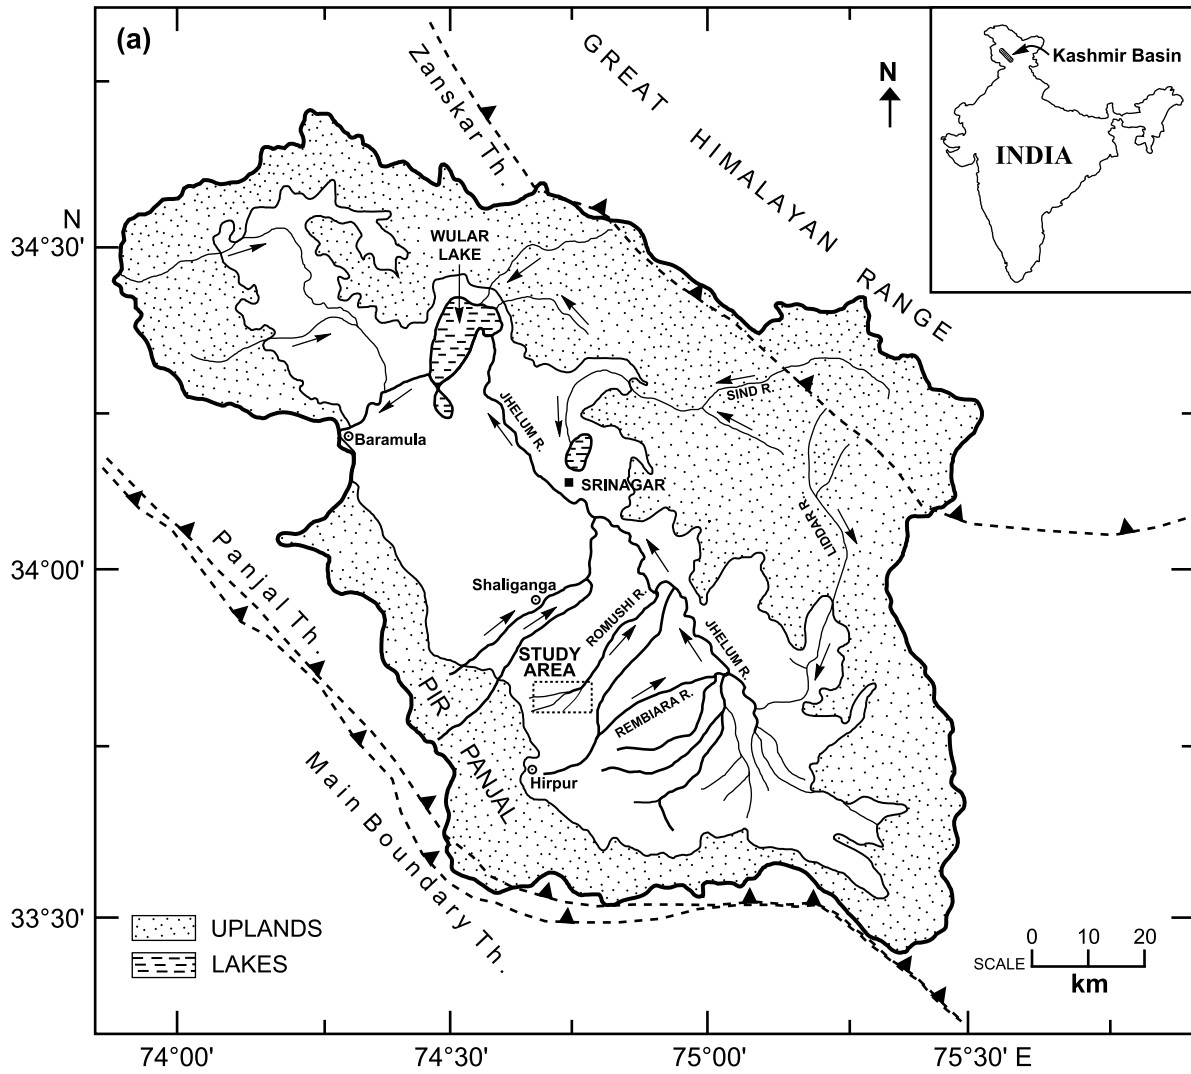 (a)
Zanskar Th.
GREAT HIMALAYAN RANGE
N
Kashmir Basin
INDIA
N
34°30'
WULAR
LAKE
SIND R.
JHELUM R.
Baramula
SRINAGAR
LIDDAR R.
Panjal Th.
34°00'
Shaliganga
ROMUSHI R.
STUDY
AREA
JHELUM R.
PIR PANJAL
REMBIARA R.
Hirpur
Main Boundary Th.
33°30'
UPLANDS
LAKES
0 10 20
SCALE
km
74°00' 74°30' 75°00' 75°30' E